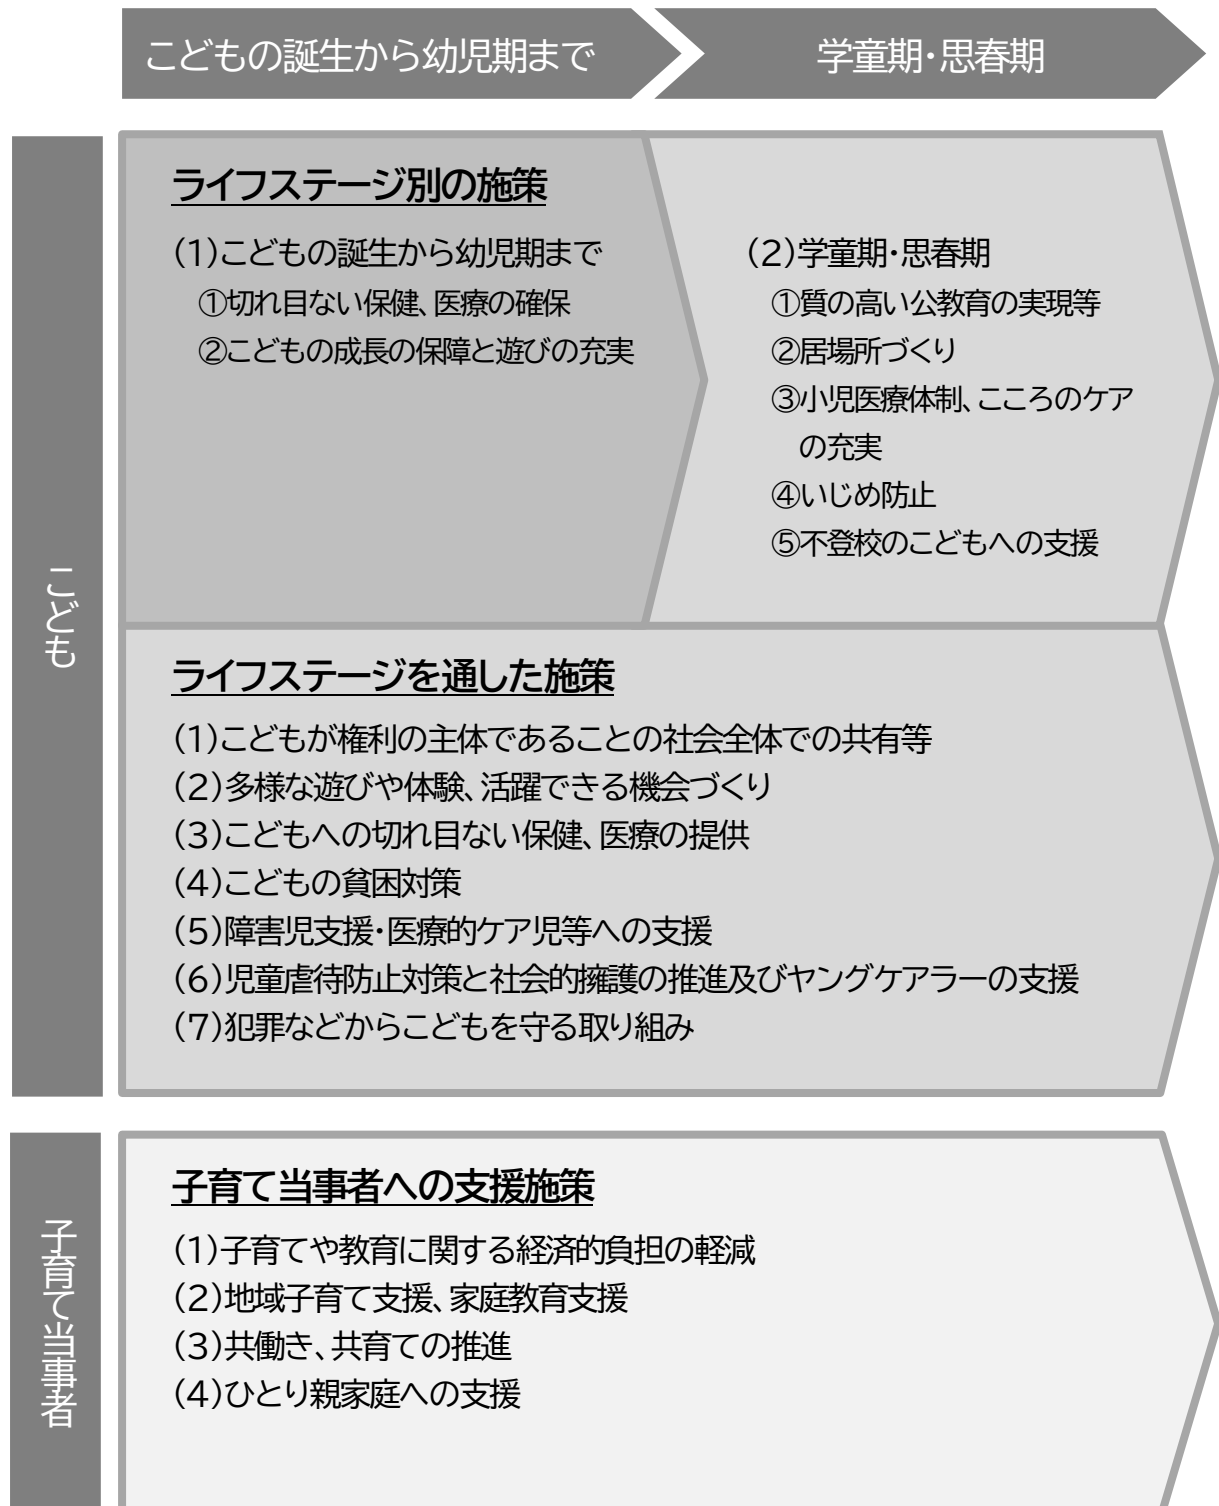 こどもの誕生から幼児期まで
学童期・思春期
こども
ライフステージ別の施策
（1）こどもの誕生から幼児期まで
①切れ目ない保健、医療の確保
②こどもの成長の保障と遊びの充実
（2）学童期・思春期
①質の高い公教育の実現等
②居場所づくり
③小児医療体制、こころのケア
の充実
④いじめ防止
⑤不登校のこどもへの支援
ライフステージを通した施策
（1）こどもが権利の主体であることの社会全体での共有等
（2）多様な遊びや体験、活躍できる機会づくり
（3）こどもへの切れ目ない保健、医療の提供
（4）こどもの貧困対策
（5）障害児支援・医療的ケア児等への支援
（6）児童虐待防止対策と社会的擁護の推進及びヤングケアラーの支援
（7）犯罪などからこどもを守る取り組み
子育て当事者
子育て当事者への支援施策
（1）子育てや教育に関する経済的負担の軽減
（2）地域子育て支援、家庭教育支援
（3）共働き、共育ての推進
（4）ひとり親家庭への支援